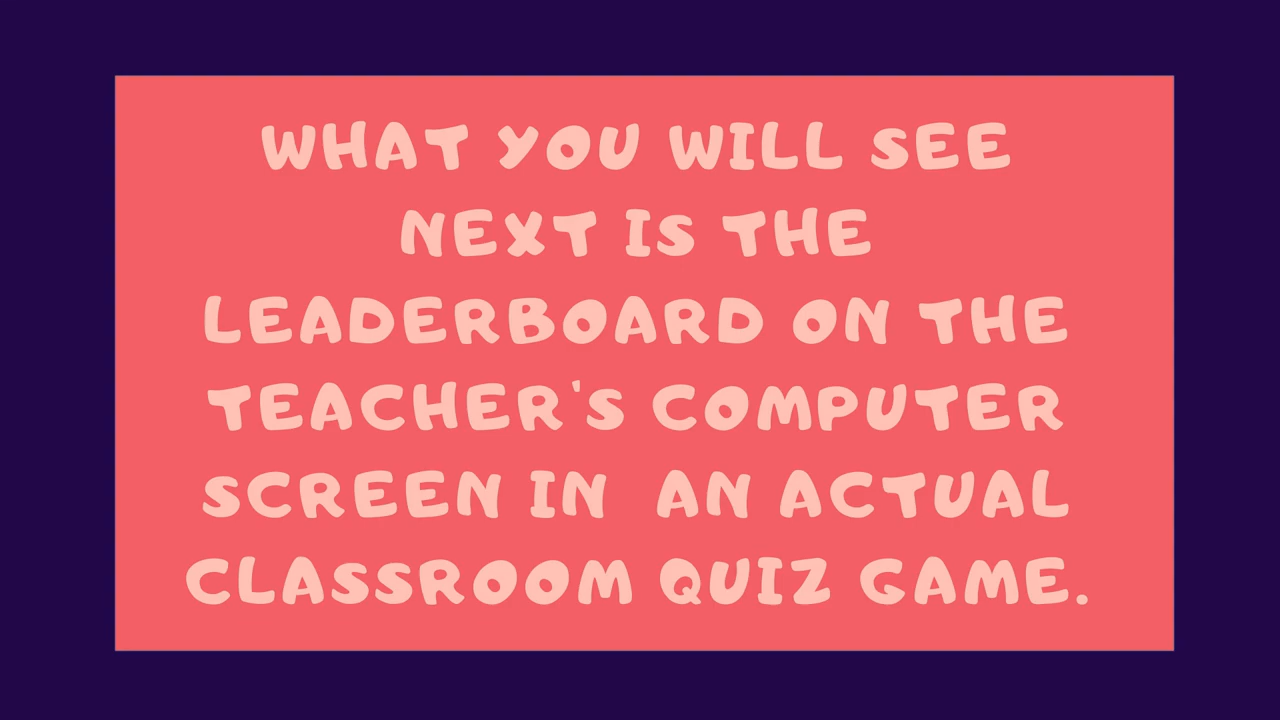 WHAT YOU WILL SEE
NEXT IS THE
LEADERBOARD ON THE
TEACHER'S COMPUTER
SCREEN IN  AN ACTUAL
CLASSROOM QUIZ GAME.